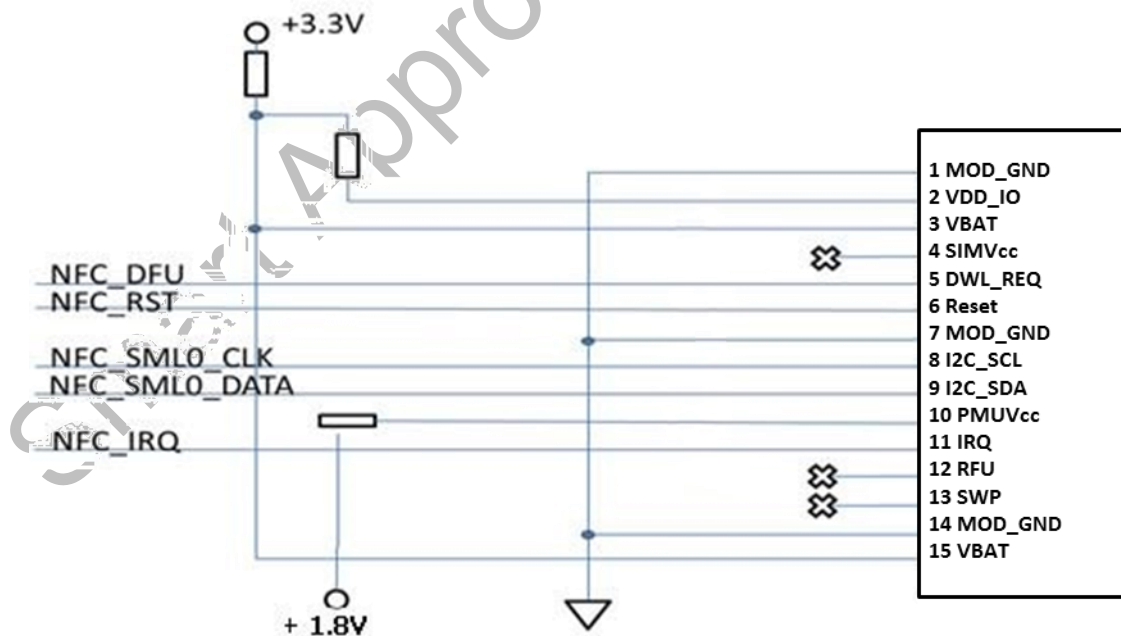 +3.3V
1 MOD_GND
2 VDD_IO
3 VBAT
4 SIMVcc
NFC_DFU
5 DWL_REQ
NFC_RST
6 Reset
7 MOD_GND
NFC_SML0_CLK
8 I2C_SCL
NFC_SML0_DATA
9 I2C_SDA
10 PMUVcc
NFC_IRQ
11 IRQ
12 RFU
13 SWP
14 MOD_GND
15 VBAT
+ 1.8V